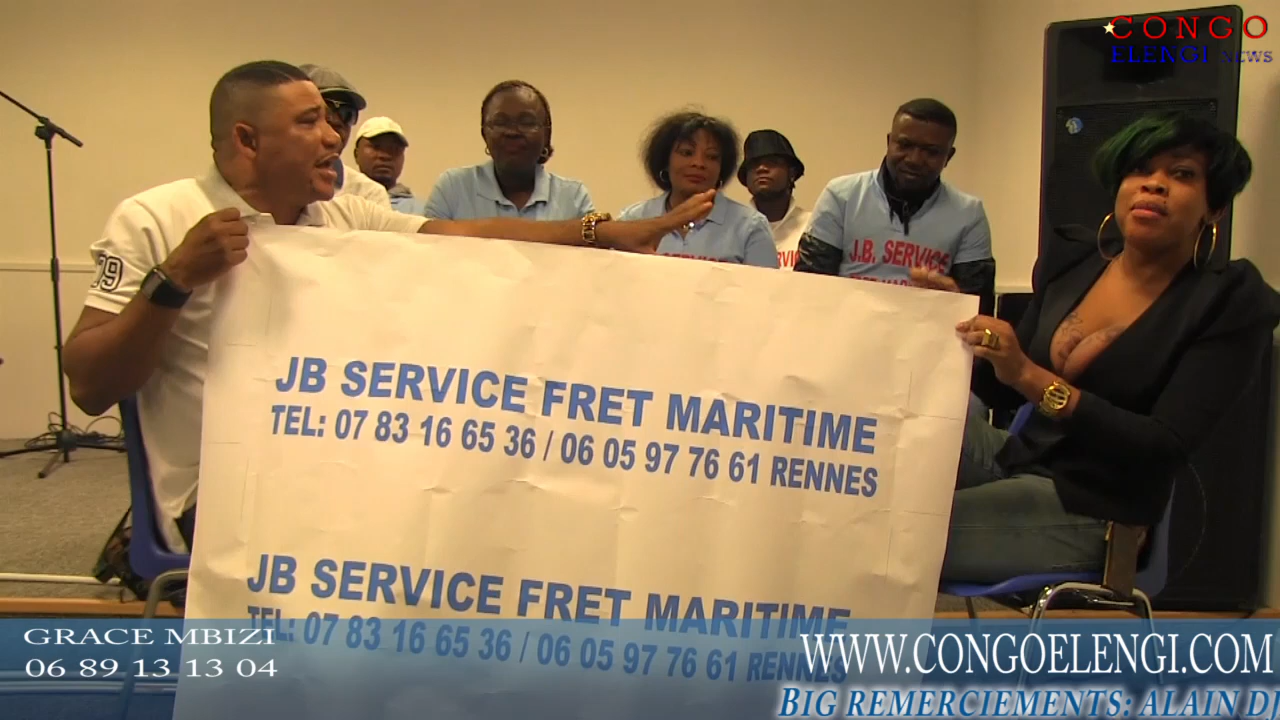 CONGO
ELENGI NEWS
79
J.B. SERVICE
JB SERVICE FRET MARITIME
TEL: 07 83 16 65 36 / 06 05 97 76 61 RENNES
JB SERVICE FRET MARITIME
TEL: 07 83 16 65 36 / 06 05 97 76 61 RENNES
GRACE MBIZI
06 89 13 13 04
WWW.CONGOELENGI.COM
BIG REMERCIEMENTS: ALAIN